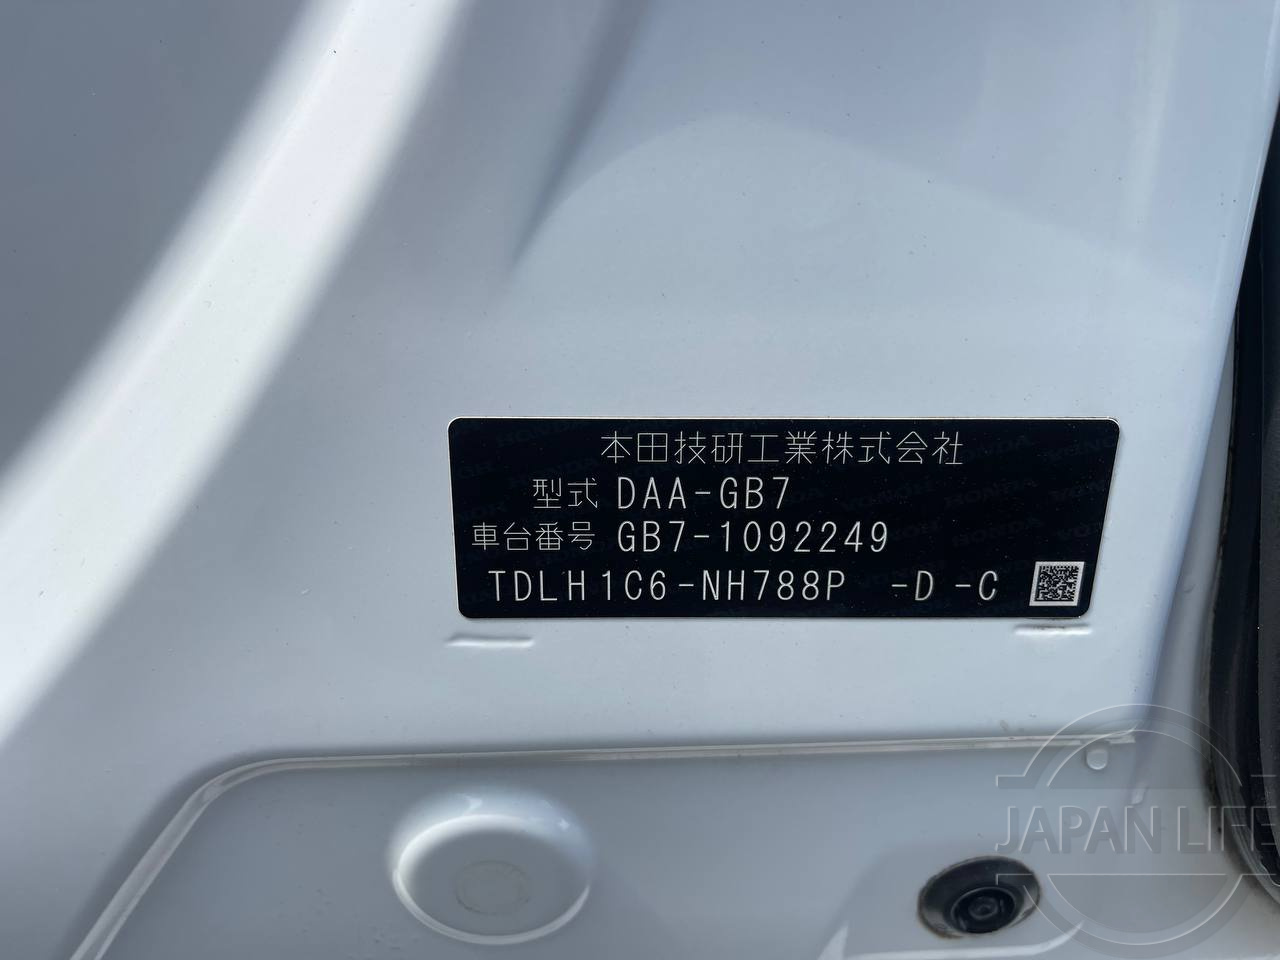 本田技研工業株式会社
型式 DAA-GB7
車台番号 GB7-1092249
TDLH1C6-NH788P -D -C
JAPAN LIFE